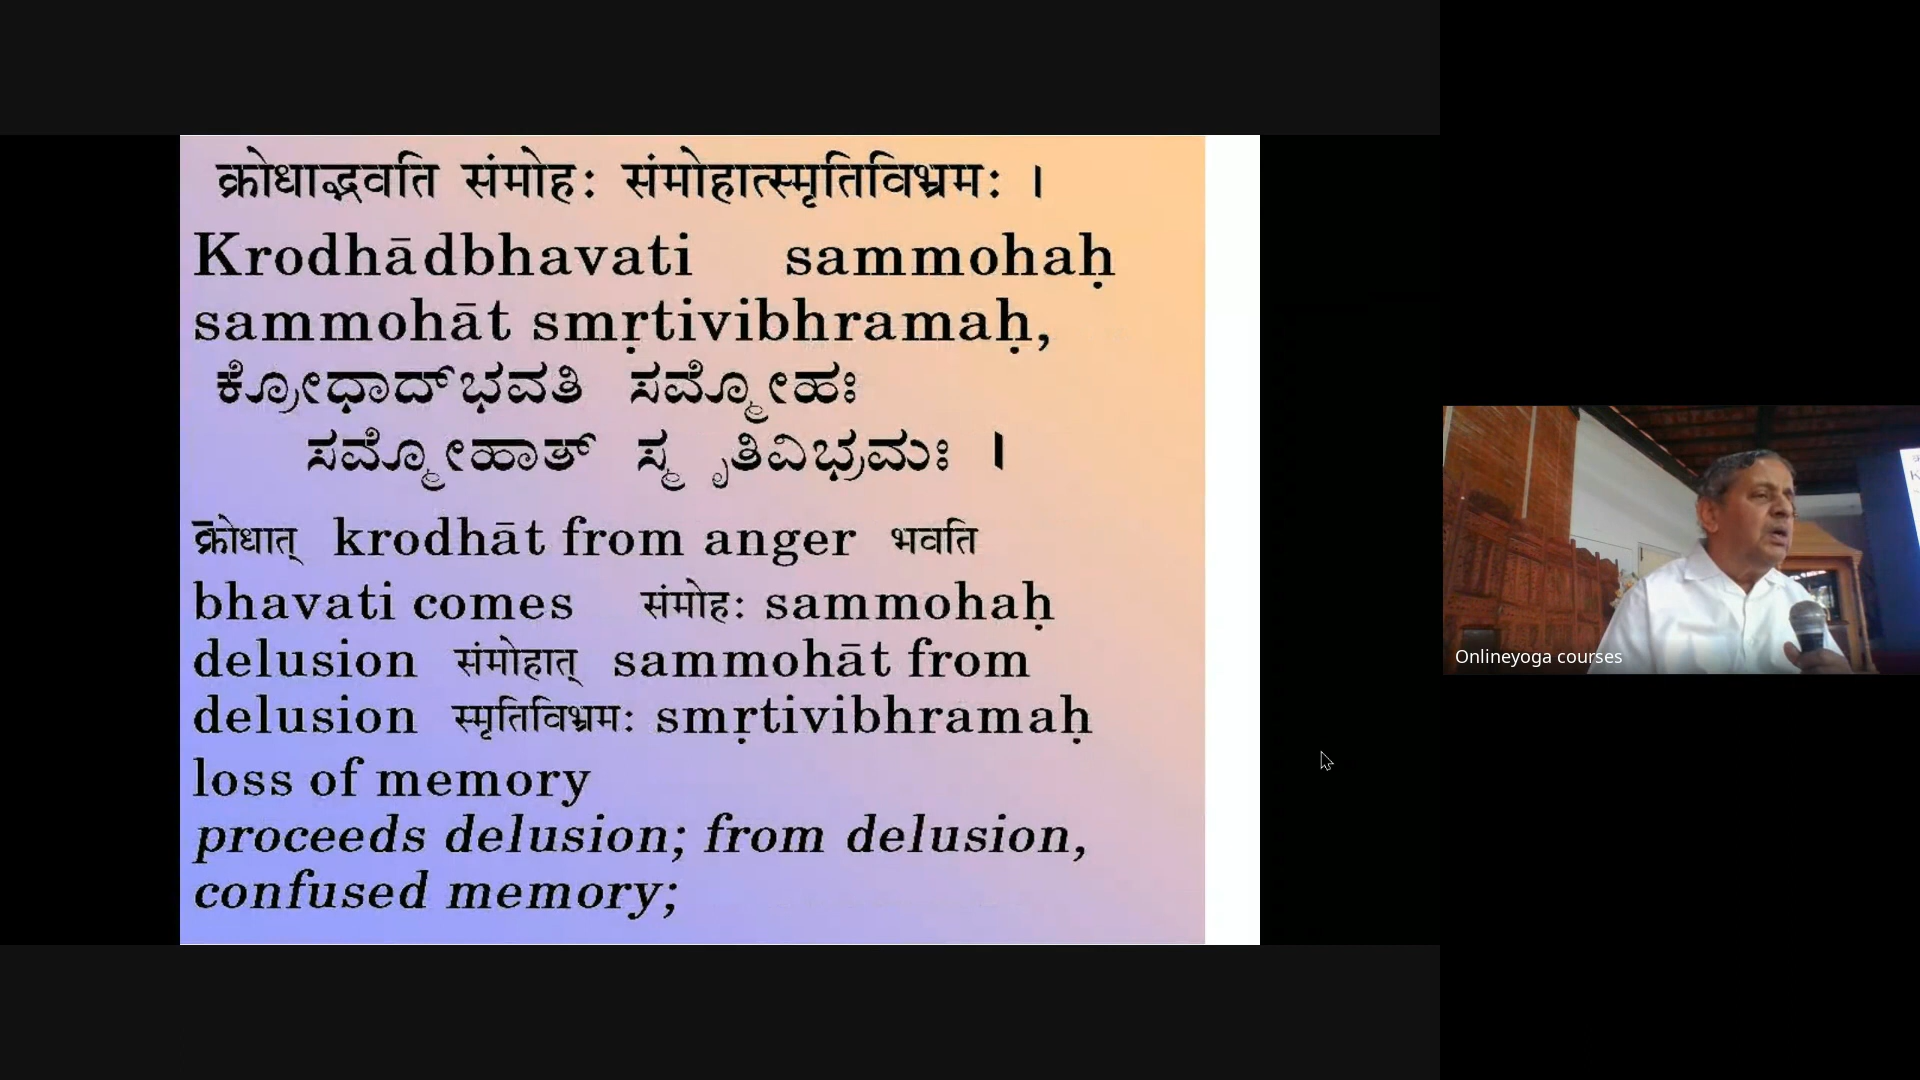 क्रोधाद्भवति संमोहः संमोहात्स्मृतिविभ्रमः ।
Krodhādbhavati sammohaḥ
sammohāt smṛtivibhramaḥ,
ಕ್ರೋಧಾದ್‌ಭವತಿ ಸಮ್ಮೋಹಃ
ಸಮ್ಮೋಹಾತ್ ಸ್ಮೃತಿವಿಭ್ರಮಃ ।
क्रोधात् krodhāt from anger भवति
bhavati comes संमोहः sammohaḥ
delusion संमोहात् sammohāt from
delusion स्मृतिविभ्रमः smṛtivibhramaḥ
loss of memory
proceeds delusion; from delusion,
confused memory;
Onlineyoga courses